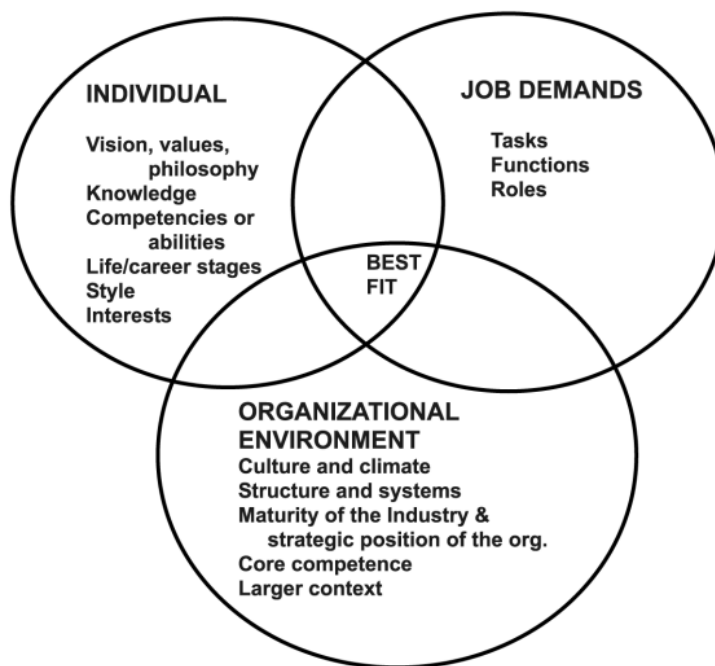 INDIVIDUAL
Vision, values,
philosophy
Knowledge
Competencies or
abilities
Life/career stages
Style
Interests
JOB DEMANDS
Tasks
Functions
Roles
BEST
FIT
ORGANIZATIONAL
ENVIRONMENT
Culture and climate
Structure and systems
Maturity of the Industry &
strategic position of the org.
Core competence
Larger context